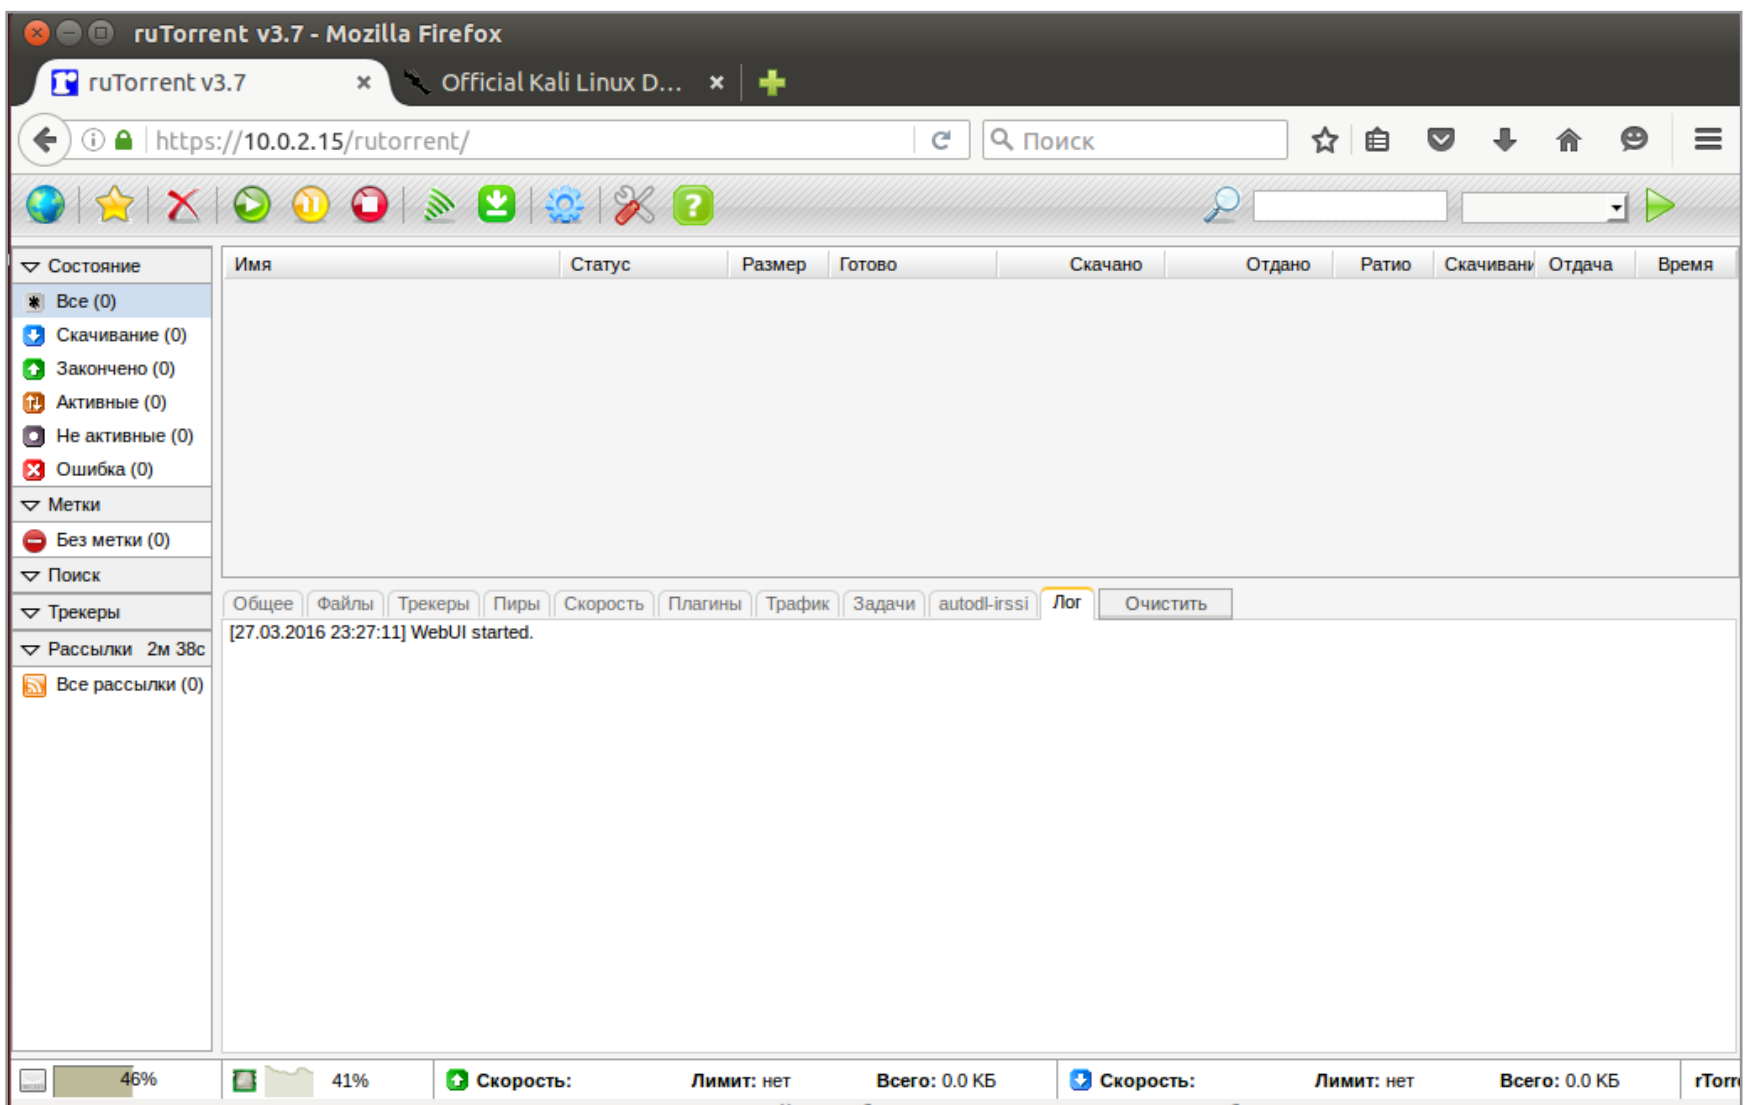 ruTorrent v3.7 - Mozilla Firefox
ruTorrent v3.7 Official Kali Linux D...
https://10.0.2.15/rutorrent/ Поиск
Состояние Имя Статус Размер Готово Скачано Отдано Ратио Скачивани Отдача Время
Все (0)
Скачивание (0)
Закончено (0)
Активные (0)
Не активные (0)
Ошибка (0)
Метки
Без метки (0)
Поиск
Трекеры Общее Файлы Трекеры Пиры Скорость Плагины Трафик Задачи autodl-irssi Лог Очистить
[27.03.2016 23:27:11] WebUI started.
Рассылки 2м 38с
Все рассылки (0)
46% 41% Скорость: Лимит: нет Всего: 0.0 КБ Скорость: Лимит: нет Всего: 0.0 КБ